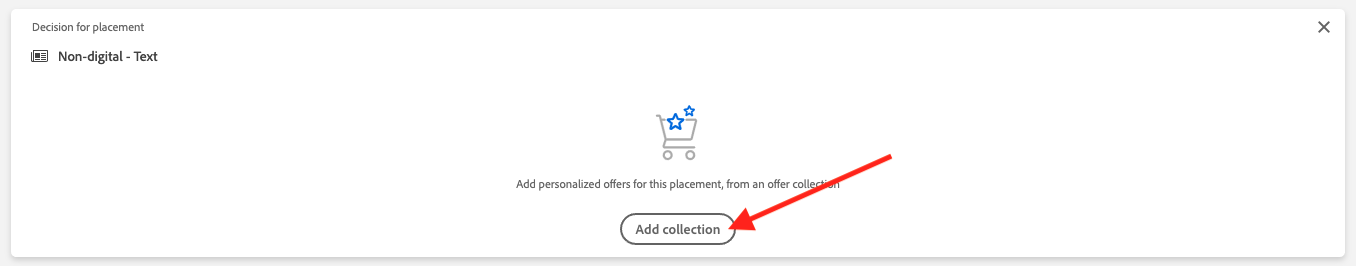 Decision for placement
Non-digital - Text
Add personalized offers for this placement, from an offer collection
Add collection